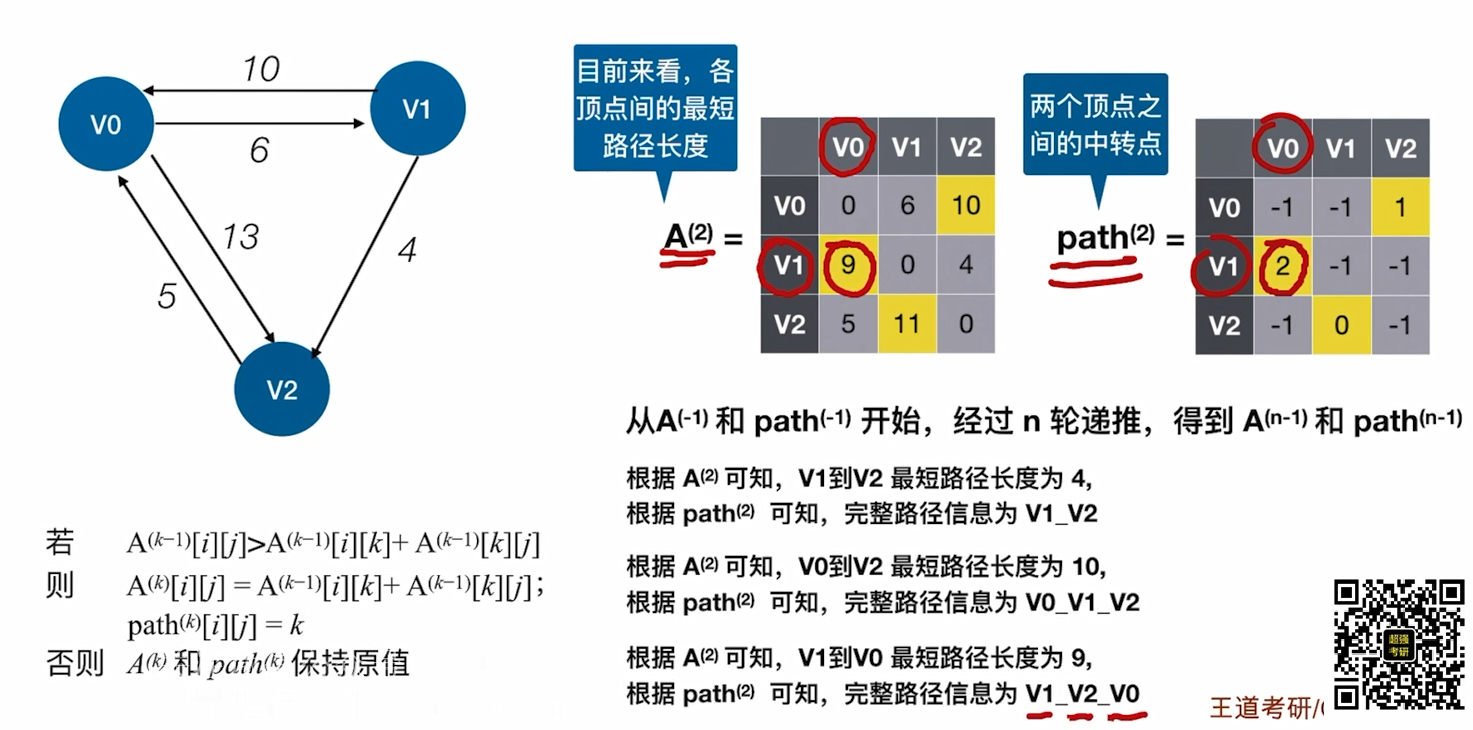 10
V0
V1
6
13
4
5
V2
目前来看，各
顶点间的最短
路径长度
A(2) =
V0 V1 V2
V0 0 6 10
V1 9 0 4
V2 5 11 0
两个顶点之
间的中转点
path(2) =
V0 V1 V2
V0 -1 -1 1
V1 2 -1 -1
V2 -1 0 -1
从A(-1) 和 path(-1) 开始，经过 n 轮递推，得到 A(n-1) 和 path(n-1)
根据 A(2) 可知，V1到V2 最短路径长度为 4,
根据 path(2) 可知，完整路径信息为 V1_V2
根据 A(2) 可知，V0到V2 最短路径长度为 10,
根据 path(2) 可知，完整路径信息为 V0_V1_V2
根据 A(2) 可知，V1到V0 最短路径长度为 9,
根据 path(2) 可知，完整路径信息为 V1_V2_V0
若 A(k−1)[i][j]>A(k−1)[i][k]+ A(k−1)[k][j]
则 A(k)[i][j] = A(k−1)[i][k]+ A(k−1)[k][j]；
path(k)[i][j] = k
否则 A(k) 和 path(k) 保持原值
超强
考研
王道考研/